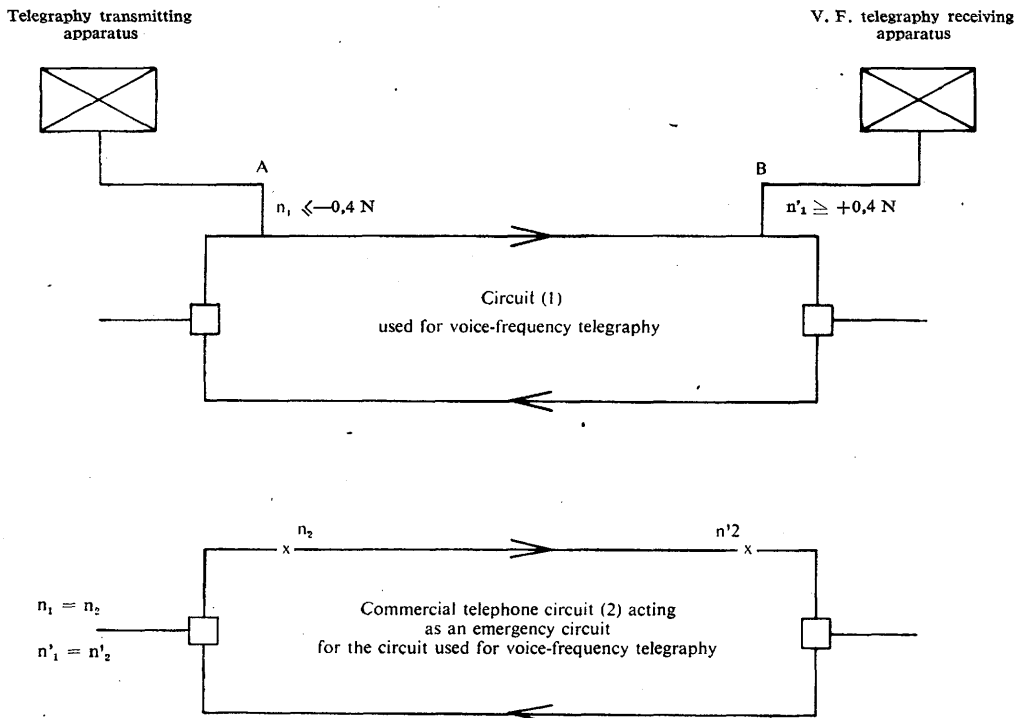 Telegraphy transmitting
apparatus
V. F. telegraphy receiving
apparatus
A
B
n₁ ⩽—0,4 N
n'₁ ≧ +0,4 N
Circuit (1)
used for voice-frequency telegraphy
n₂
n'2
x
x
n₁ = n₂
n'₁ = n'₂
Commercial telephone circuit (2) acting
as an emergency circuit
for the circuit used for voice-frequency telegraphy